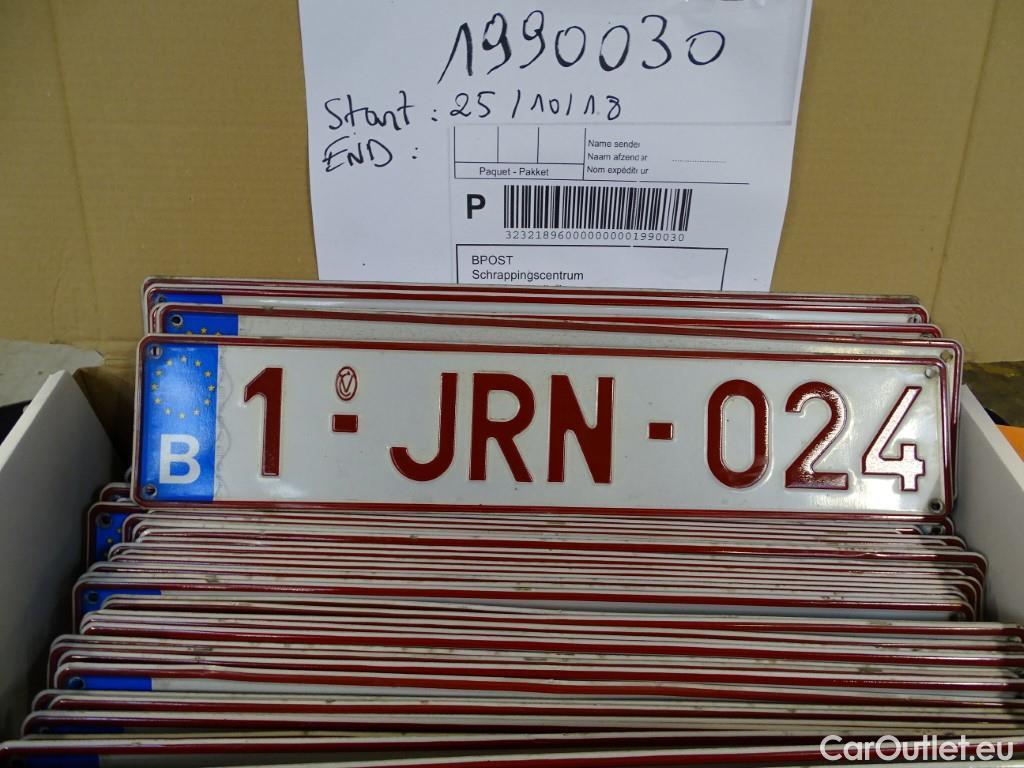 1990030
Start: 25/10/18
END:
Name sender
Naam afzender
Nom expéditeur
Paquet - Pakket
P
323218960000000001990030
BPOST
Schrappingscentrum
B
1-JRN-024
CarOutlet.eu